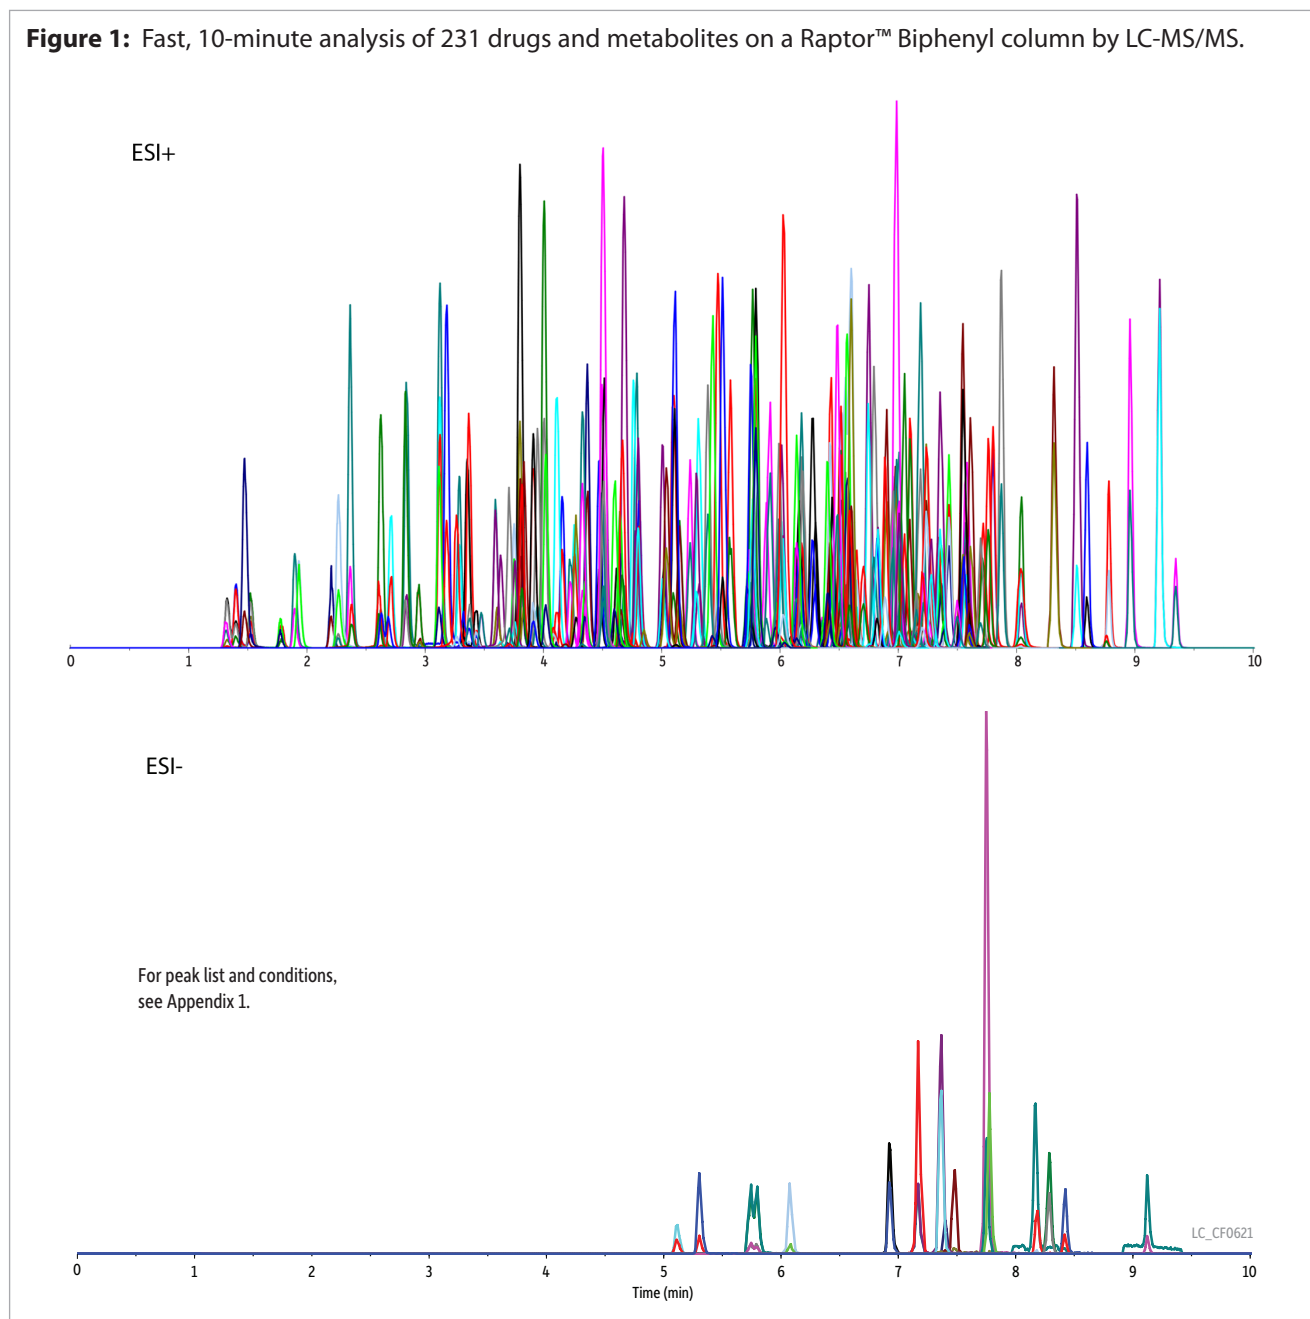 Figure 1: Fast, 10-minute analysis of 231 drugs and metabolites on a Raptor™ Biphenyl column by LC-MS/MS.
ESI+
0 1 2 3 4 5 6 7 8 9 10
ESI-
For peak list and conditions,
see Appendix 1.
LC_CF0621
0 1 2 3 4 5 6 7 8 9 10
Time (min)